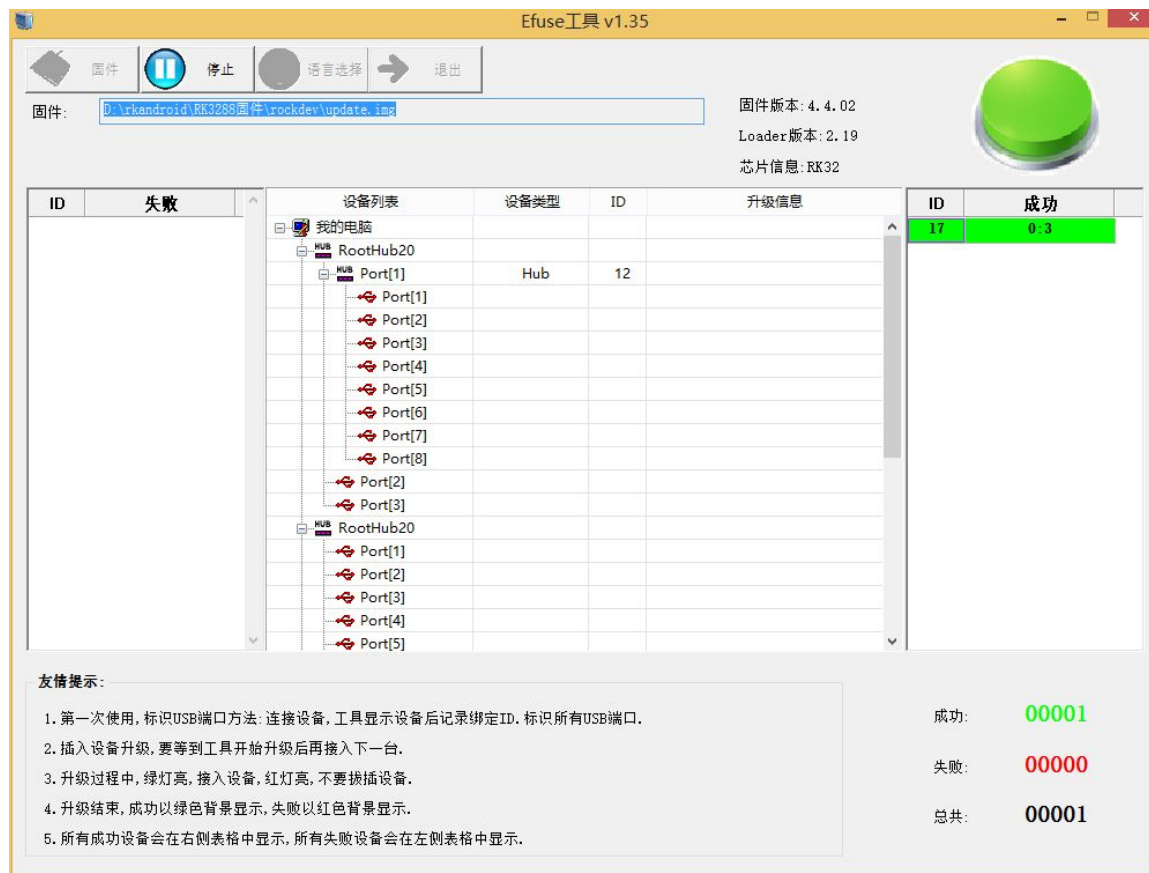 Efuse工具 v1.35
固件 停止 语言选择 退出
固件: D:\rkandroid\RK3288固件\rockdev\update.img
固件版本:4.4.02
Loader版本:2.19
芯片信息:RK32
ID 失败
设备列表 设备类型 ID 升级信息
ID 成功
我的电脑
17 0:3
HUB RootHub20
HUB Port[1] Hub 12
Port[1]
Port[2]
Port[3]
Port[4]
Port[5]
Port[6]
Port[7]
Port[8]
Port[2]
Port[3]
HUB RootHub20
Port[1]
Port[2]
Port[3]
Port[4]
Port[5]
友情提示:
1.第一次使用,标识USB端口方法:连接设备,工具显示设备后记录绑定ID.标识所有USB端口.
2.插入设备升级,要等到工具开始升级后再接入下一台.
3.升级过程中,绿灯亮,接入设备,红灯亮,不要拔插设备.
4.升级结束,成功以绿色背景显示,失败以红色背景显示.
5.所有成功设备会在右侧表格中显示,所有失败设备会在左侧表格中显示.
成功: 00001
失败: 00000
总共: 00001